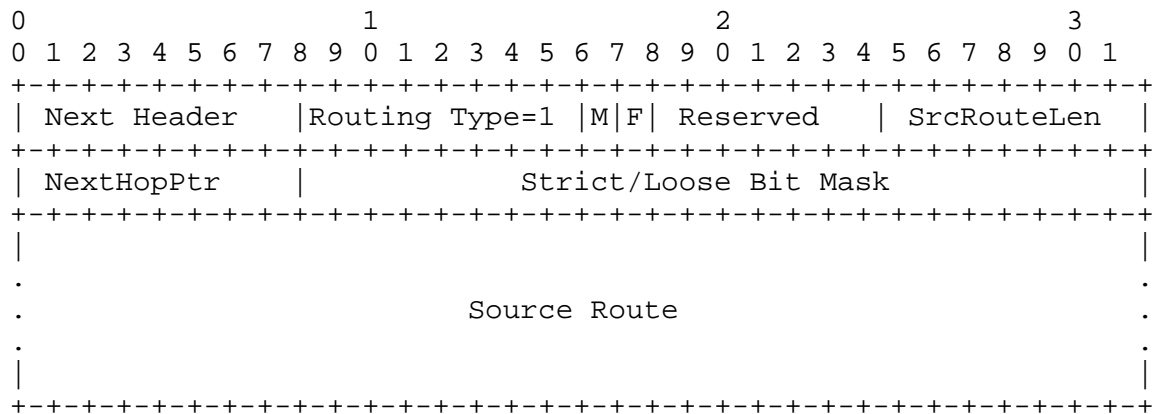 0                   1                   2                   3
0 1 2 3 4 5 6 7 8 9 0 1 2 3 4 5 6 7 8 9 0 1 2 3 4 5 6 7 8 9 0 1
+-+-+-+-+-+-+-+-+-+-+-+-+-+-+-+-+-+-+-+-+-+-+-+-+-+-+-+-+-+-+-+-+
| Next Header   |Routing Type=1 |M|F| Reserved    | SrcRouteLen   |
+-+-+-+-+-+-+-+-+-+-+-+-+-+-+-+-+-+-+-+-+-+-+-+-+-+-+-+-+-+-+-+-+
| NextHopPtr    |            Strict/Loose Bit Mask              |
+-+-+-+-+-+-+-+-+-+-+-+-+-+-+-+-+-+-+-+-+-+-+-+-+-+-+-+-+-+-+-+-+
|                                                               |
.                                                               .
.                         Source Route                          .
.                                                               .
|                                                               |
+-+-+-+-+-+-+-+-+-+-+-+-+-+-+-+-+-+-+-+-+-+-+-+-+-+-+-+-+-+-+-+-+